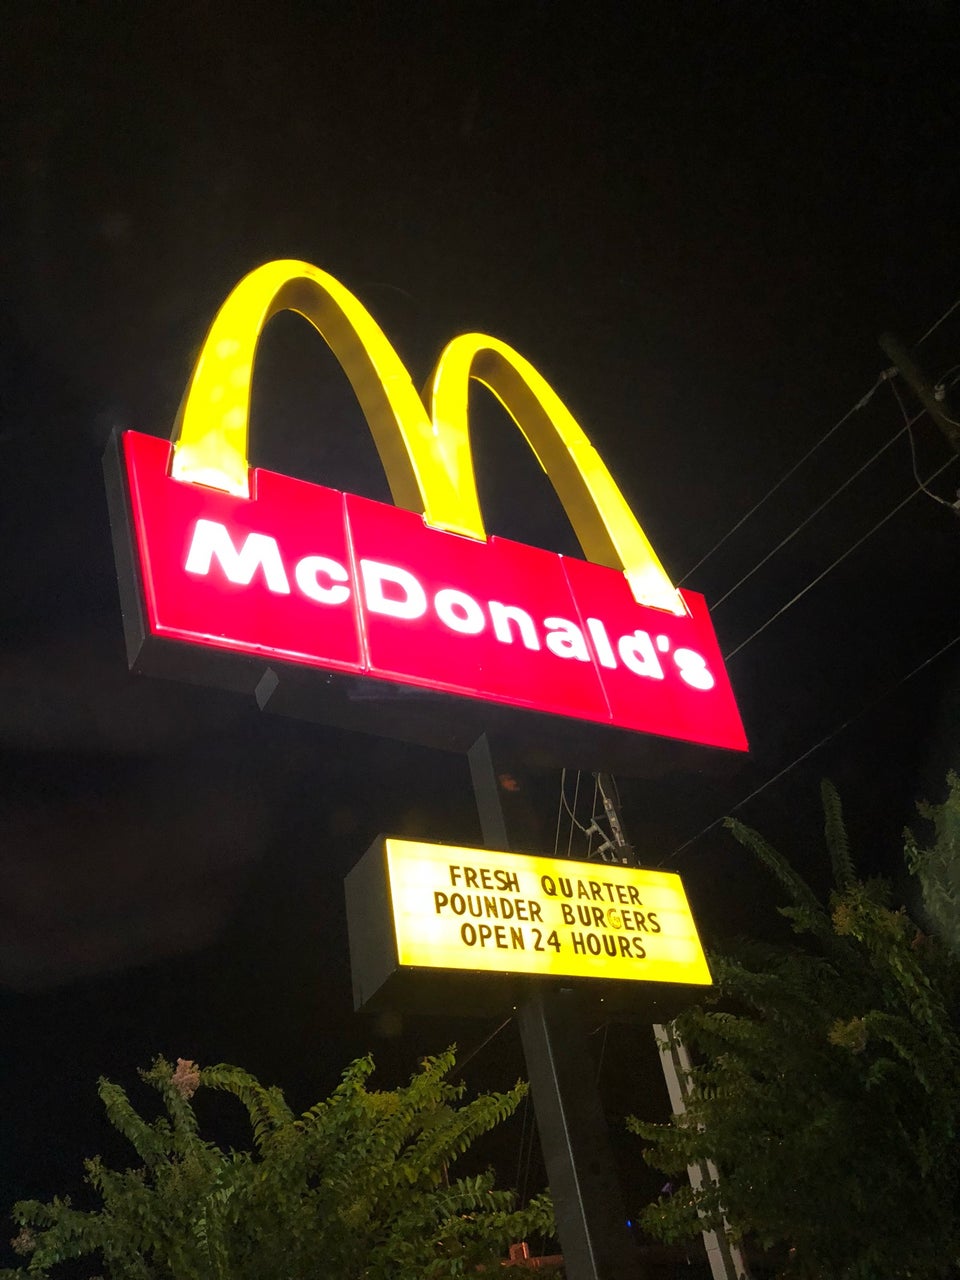 McDonald's
FRESH QUARTER
POUNDER BURGERS
OPEN 24 HOURS